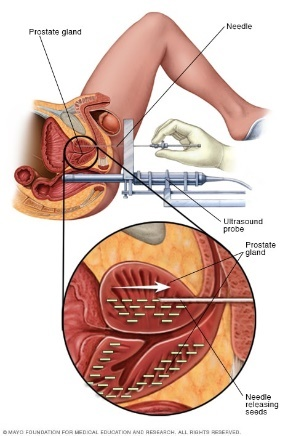 Prostate gland
Needle
Ultrasound
probe
Prostate
gland
Needle
releasing
seeds
© MAYO FOUNDATION FOR MEDICAL EDUCATION AND RESEARCH. ALL RIGHTS RESERVED.